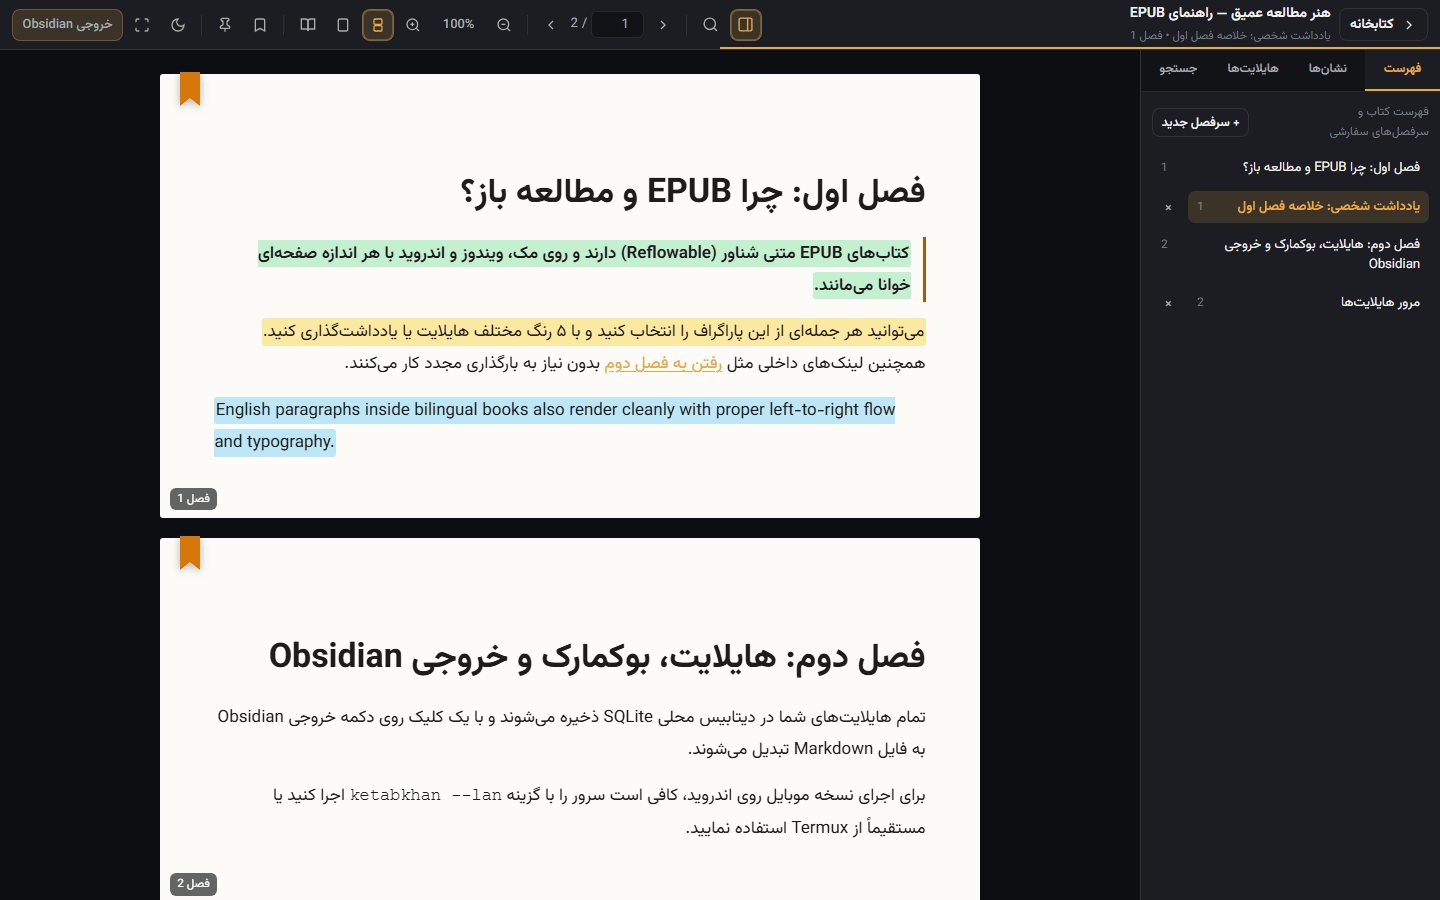 کتابخانه
هنر مطالعه عمیق — راهنمای EPUB
یادداشت شخصی: خلاصه فصل اول • فصل 1
1
2 /
100%
خروجی Obsidian
فهرست
نشان‌ها
هایلایت‌ها
جستجو
فهرست کتاب و
سرفصل‌های سفارشی
+ سرفصل جدید
فصل اول: چرا EPUB و مطالعه باز؟ 1
یادداشت شخصی: خلاصه فصل اول 1 ×
فصل دوم: هایلایت، بوکمارک و خروجی 2
Obsidian
مرور هایلایت‌ها 2 ×
فصل اول: چرا EPUB و مطالعه باز؟
کتاب‌های EPUB متنی شناور (Reflowable) دارند و روی مک، ویندوز و اندروید با هر اندازه صفحه‌ای
خوانا می‌مانند.
می‌توانید هر جمله‌ای از این پاراگراف را انتخاب کنید و با ۵ رنگ مختلف هایلایت یا یادداشت‌گذاری کنید.
همچنین لینک‌های داخلی مثل رفتن به فصل دوم بدون نیاز به بارگذاری مجدد کار می‌کنند.
English paragraphs inside bilingual books also render cleanly with proper left-to-right flow
and typography.
فصل 1
فصل دوم: هایلایت، بوکمارک و خروجی Obsidian
تمام هایلایت‌های شما در دیتابیس محلی SQLite ذخیره می‌شوند و با یک کلیک روی دکمه خروجی Obsidian
به فایل Markdown تبدیل می‌شوند.
برای اجرای نسخه موبایل روی اندروید، کافی است سرور را با گزینه ketabkhan --lan اجرا کنید یا
مستقیماً از Termux استفاده نمایید.
فصل 2